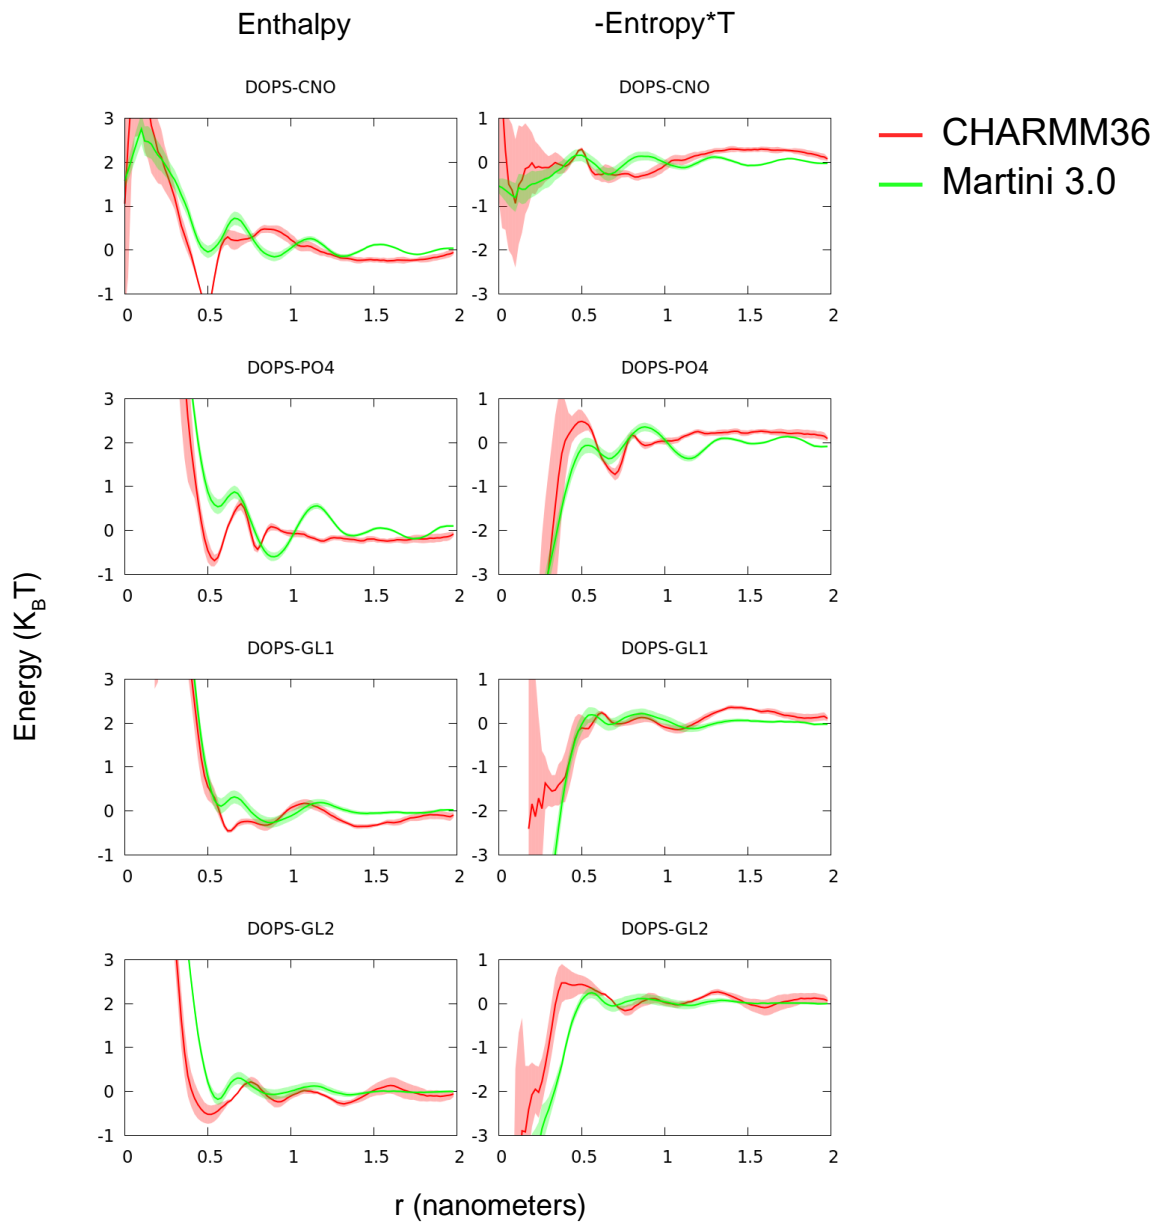 Enthalpy -Entropy*T
DOPS-CNO DOPS-CNO
CHARMM36
Martini 3.0
3 2 1 0 -1
0 0.5 1 1.5 2
1 0 -1 -2 -3
0 0.5 1 1.5 2
DOPS-PO4 DOPS-PO4
3 2 1 0 -1
0 0.5 1 1.5 2
1 0 -1 -2 -3
0 0.5 1 1.5 2
Energy (KBT)
DOPS-GL1 DOPS-GL1
3 2 1 0 -1
0 0.5 1 1.5 2
1 0 -1 -2 -3
0 0.5 1 1.5 2
DOPS-GL2 DOPS-GL2
3 2 1 0 -1
0 0.5 1 1.5 2
1 0 -1 -2 -3
0 0.5 1 1.5 2
r (nanometers)